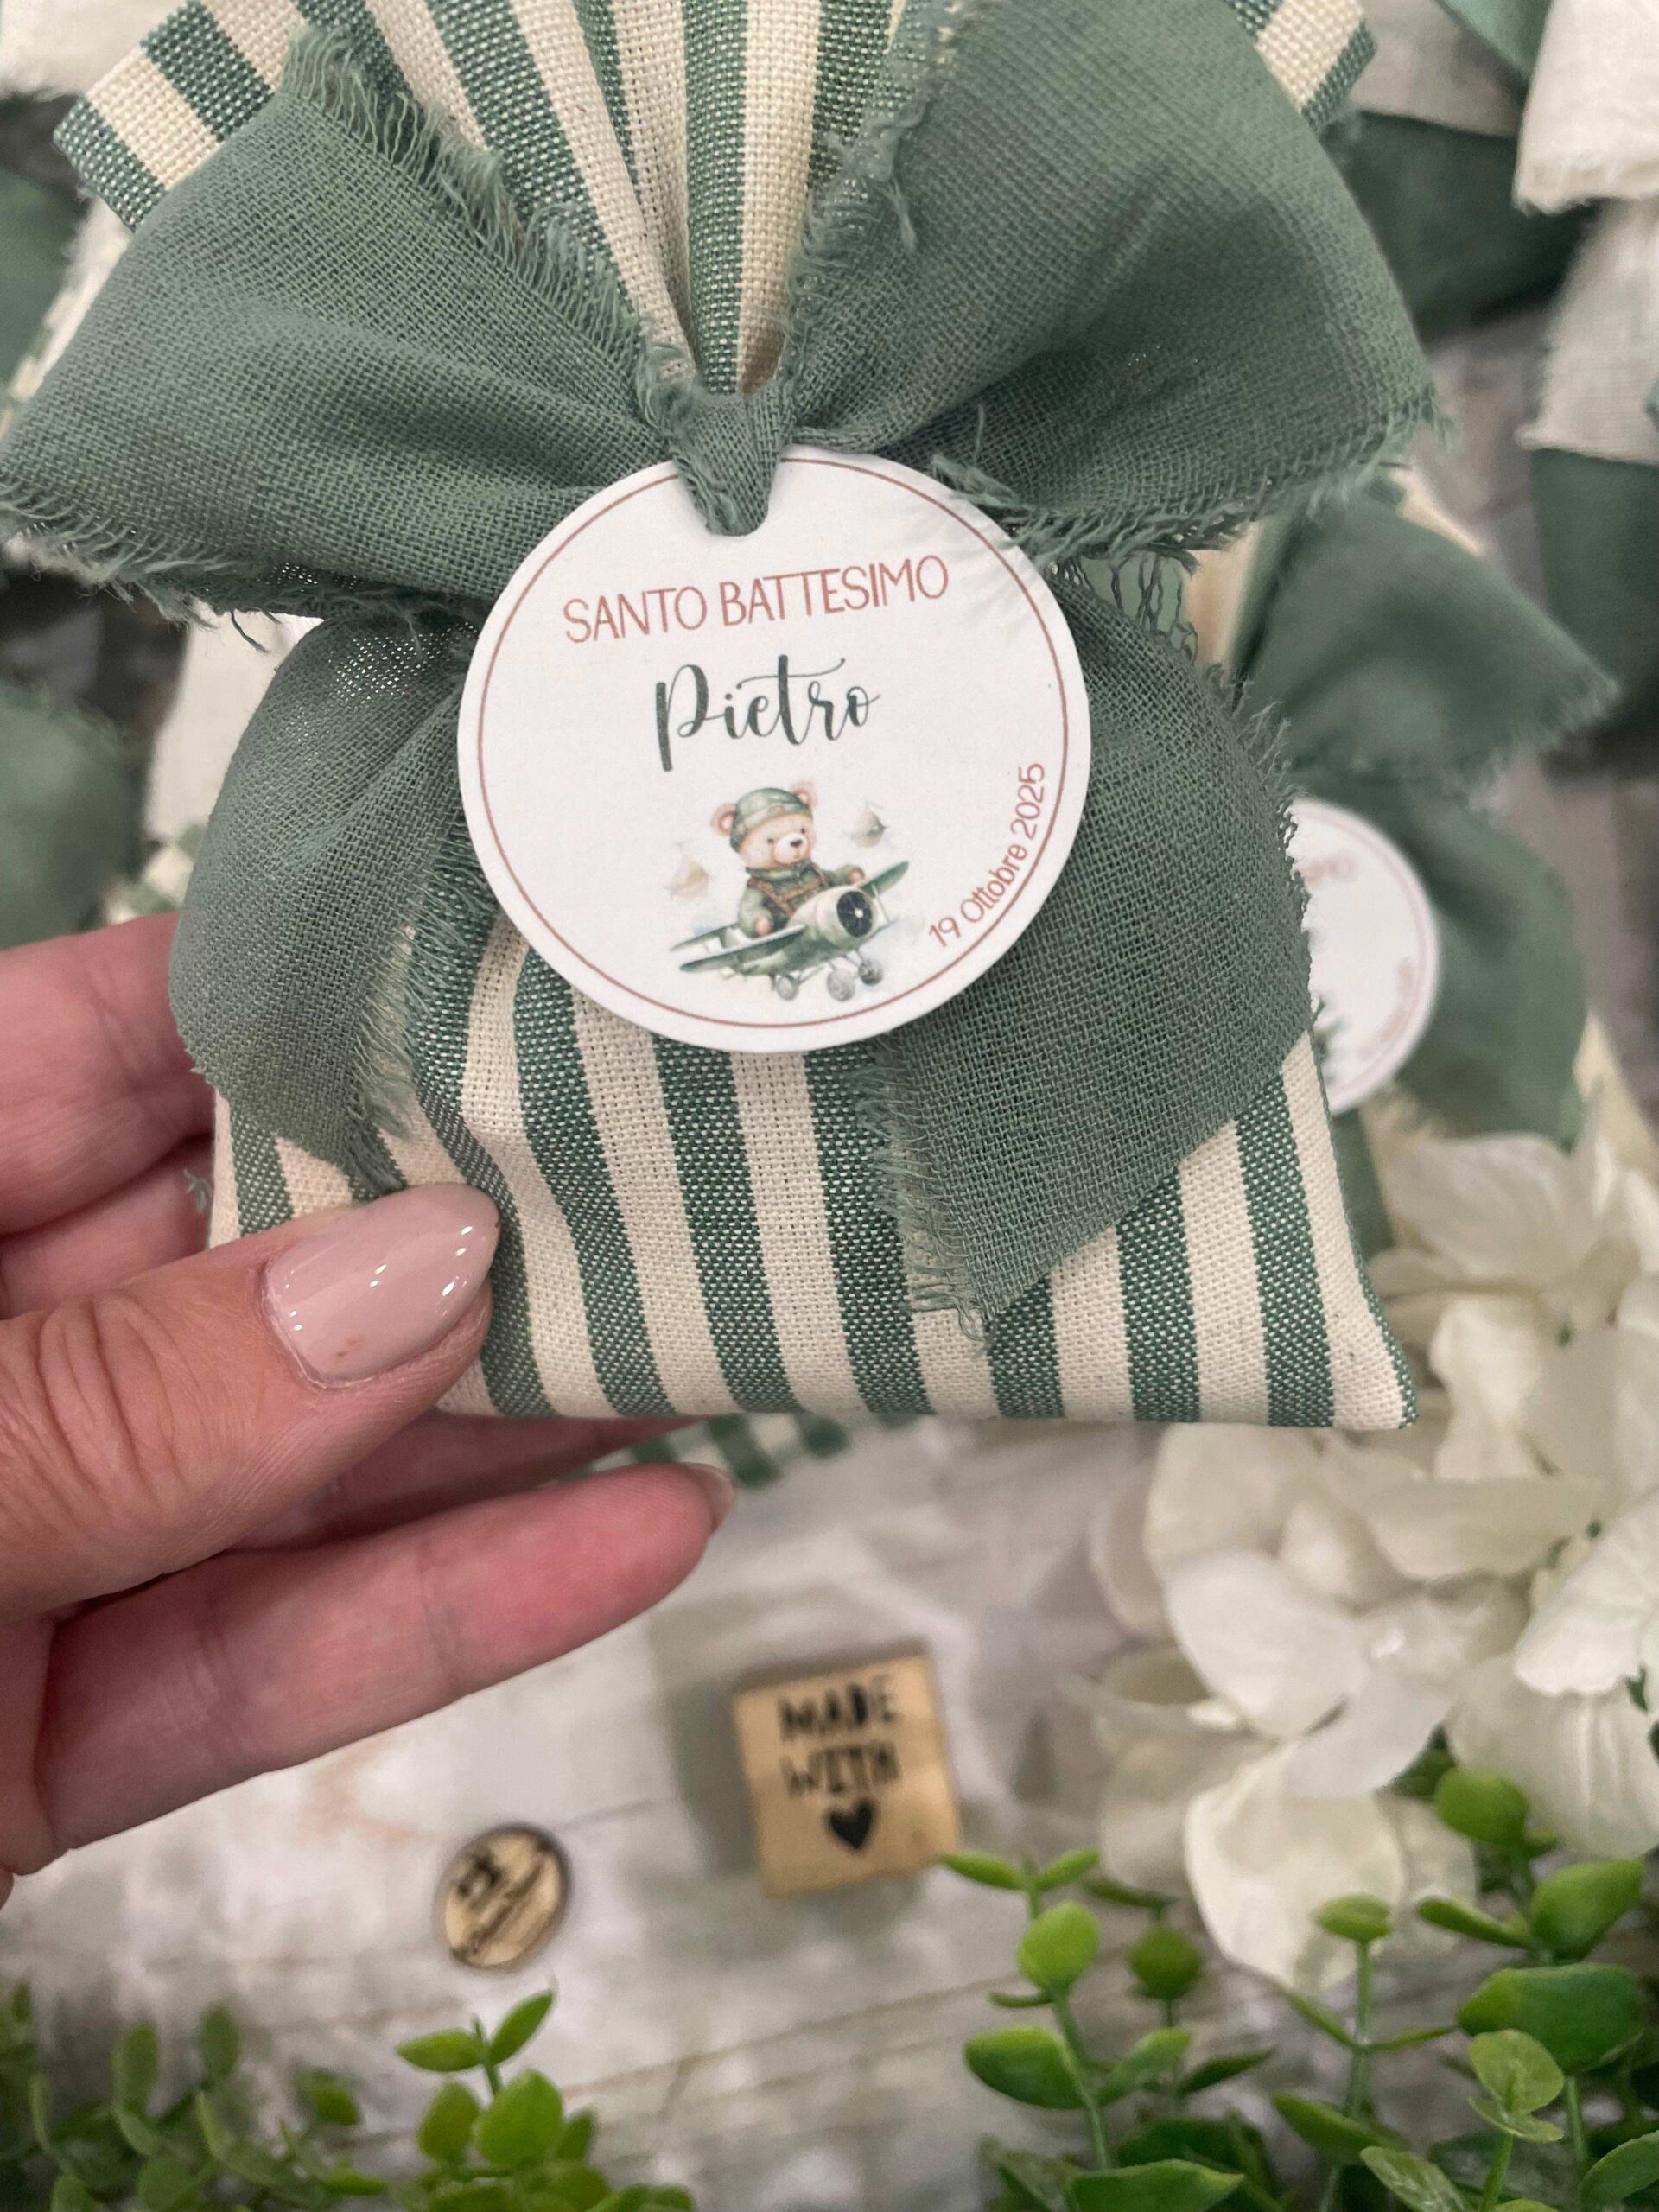 SANTO BATTESIMO
Pietro
19 Ottobre 2025
MADE
WITH